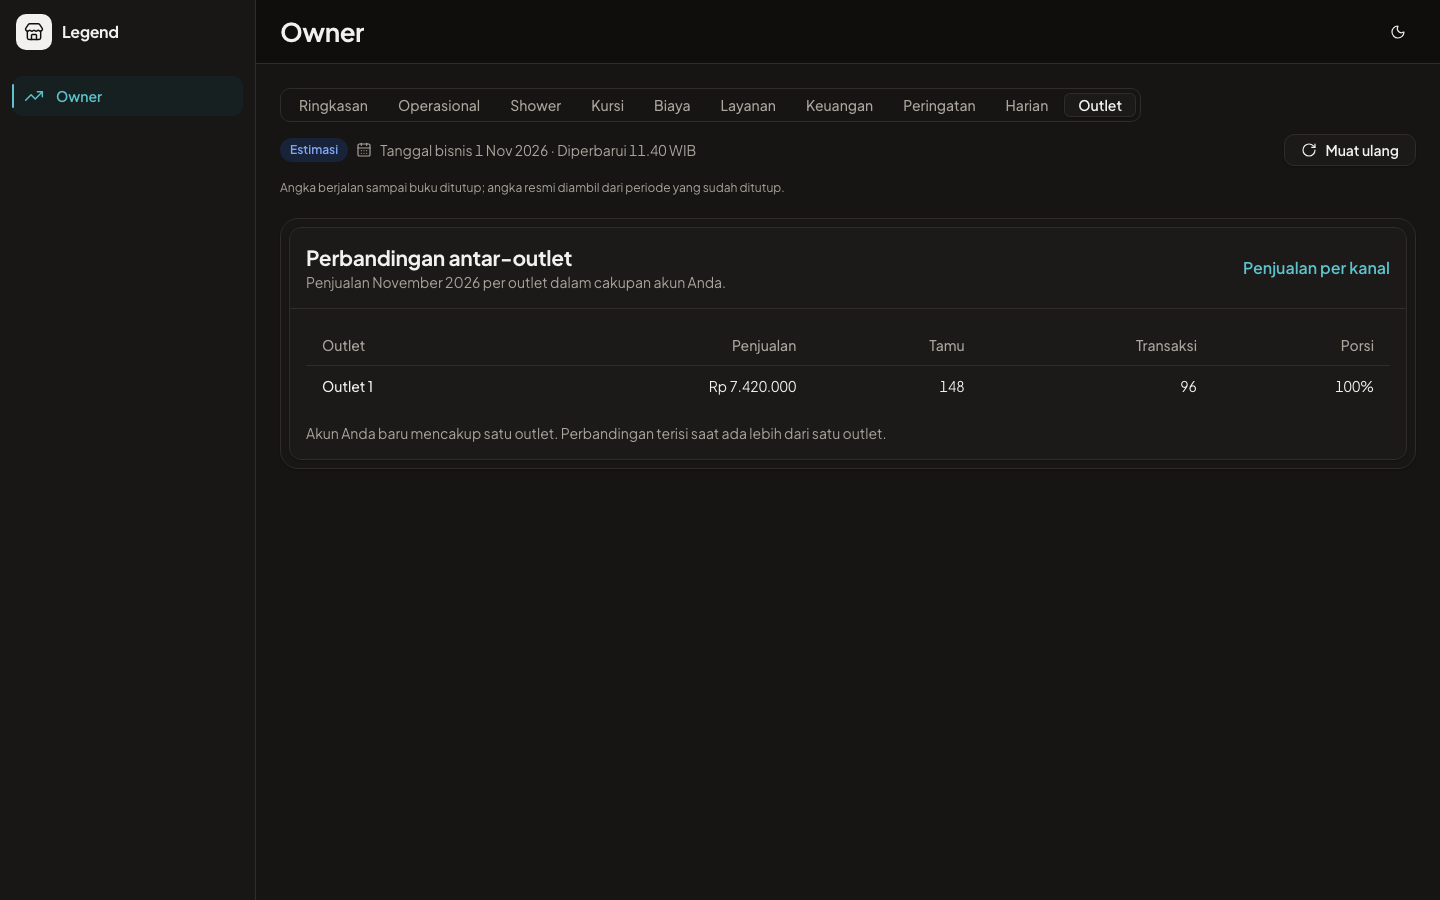 Legend
Owner
Owner
Ringkasan Operasional Shower Kursi Biaya Layanan Keuangan Peringatan Harian Outlet
Estimasi Tanggal bisnis 1 Nov 2026 · Diperbarui 11.40 WIB Muat ulang
Angka berjalan sampai buku ditutup; angka resmi diambil dari periode yang sudah ditutup.
Perbandingan antar-outlet
Penjualan November 2026 per outlet dalam cakupan akun Anda.
Penjualan per kanal
Outlet Penjualan Tamu Transaksi Porsi
Outlet 1 Rp 7.420.000 148 96 100%
Akun Anda baru mencakup satu outlet. Perbandingan terisi saat ada lebih dari satu outlet.